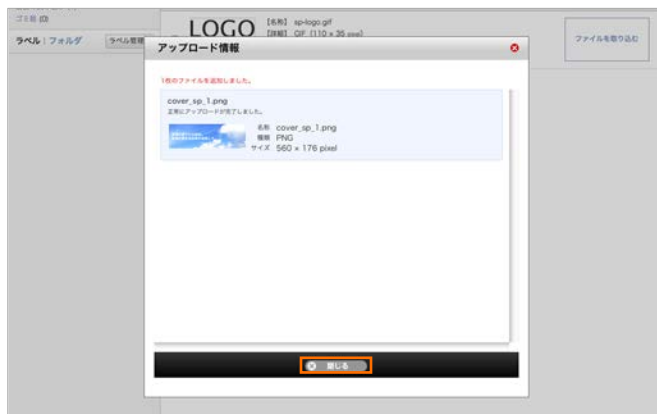 ゴミ箱 (0)
ラベル | フォルダ
ラベル管理
LOGO
【名称】 sp-logo.gif
【詳細】 GIF (110 x 35 pixel)
ファイルを取り込む
アップロード情報
1枚のファイルを追加しました。
cover_sp_1.png
正常にアップロードが完了しました。
名称 cover_sp_1.png
種類 PNG
サイズ 560 × 176 pixel
閉じる